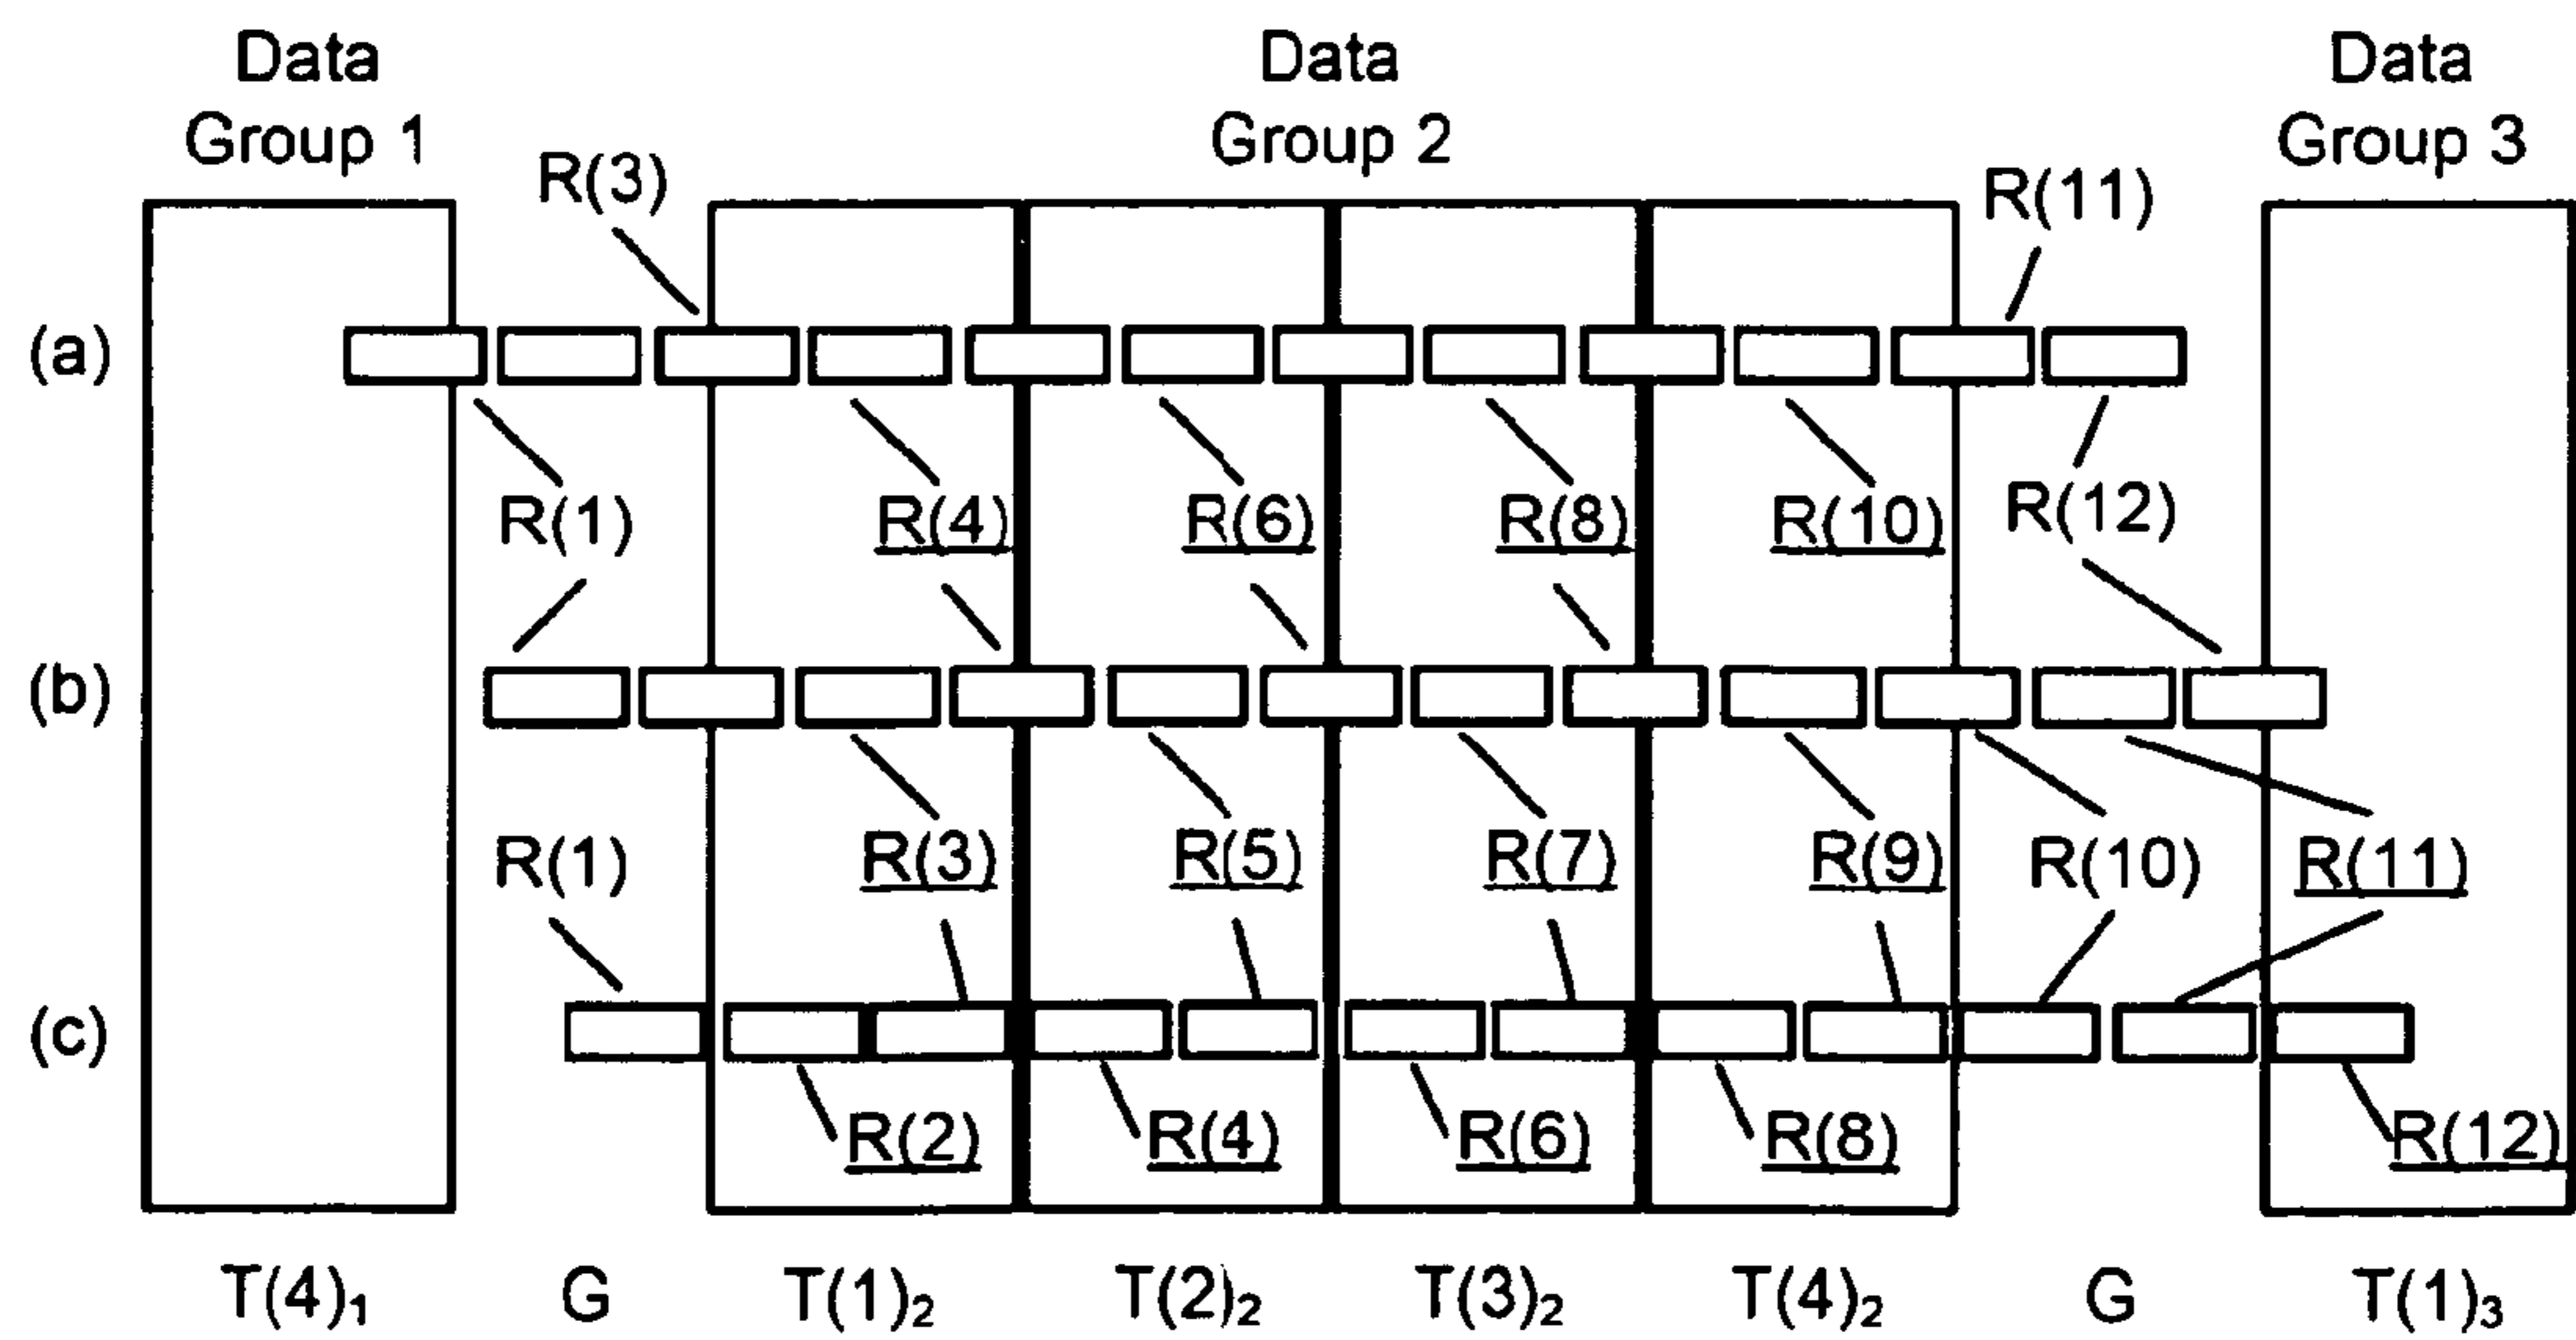 Data Group 1
Data Group 2
Data Group 3
R(3)
R(11)
(a)
R(1)
R(4)
R(6)
R(8)
R(10)
R(12)
(b)
R(1)
R(3)
R(5)
R(7)
R(9)
R(10)
R(11)
(c)
R(2)
R(4)
R(6)
R(8)
R(12)
T(4)₁ G T(1)₂ T(2)₂ T(3)₂ T(4)₂ G T(1)₃